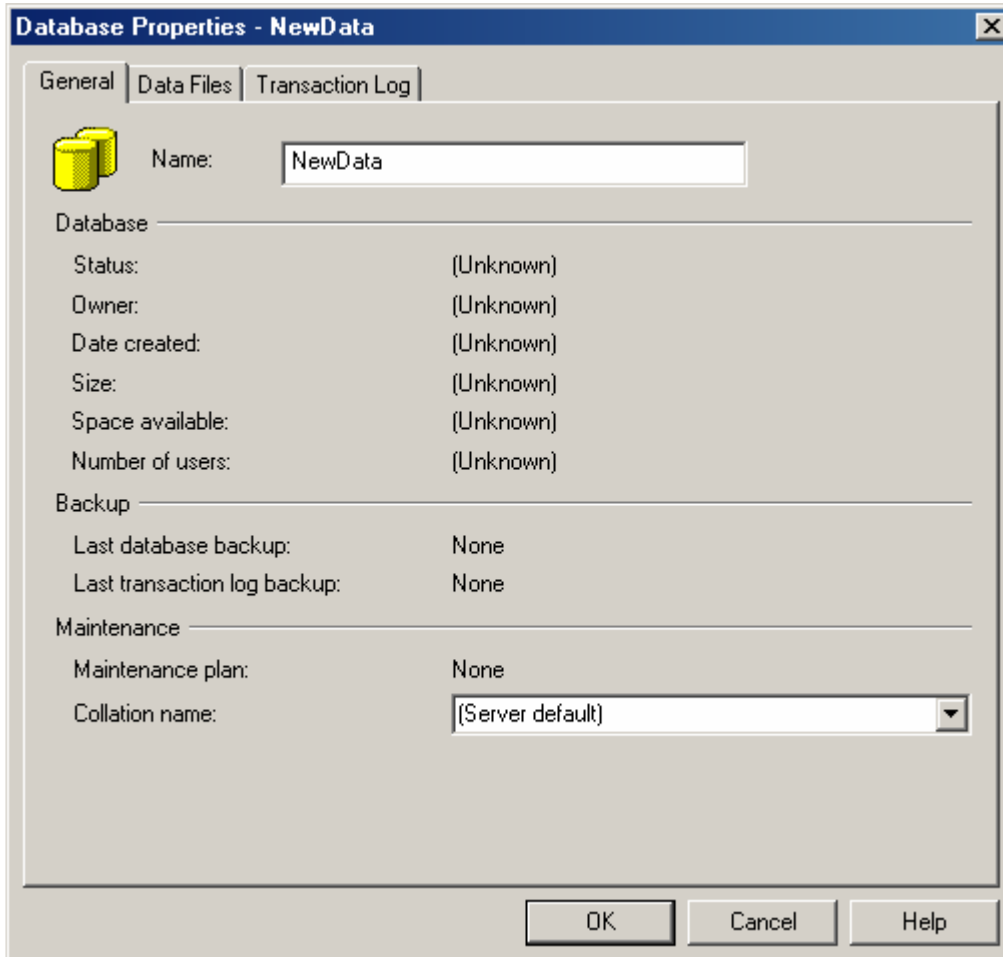 Database Properties - NewData
General Data Files Transaction Log
Name: NewData
Database
Status: (Unknown)
Owner: (Unknown)
Date created: (Unknown)
Size: (Unknown)
Space available: (Unknown)
Number of users: (Unknown)
Backup
Last database backup: None
Last transaction log backup: None
Maintenance
Maintenance plan: None
Collation name: (Server default)
OK Cancel Help